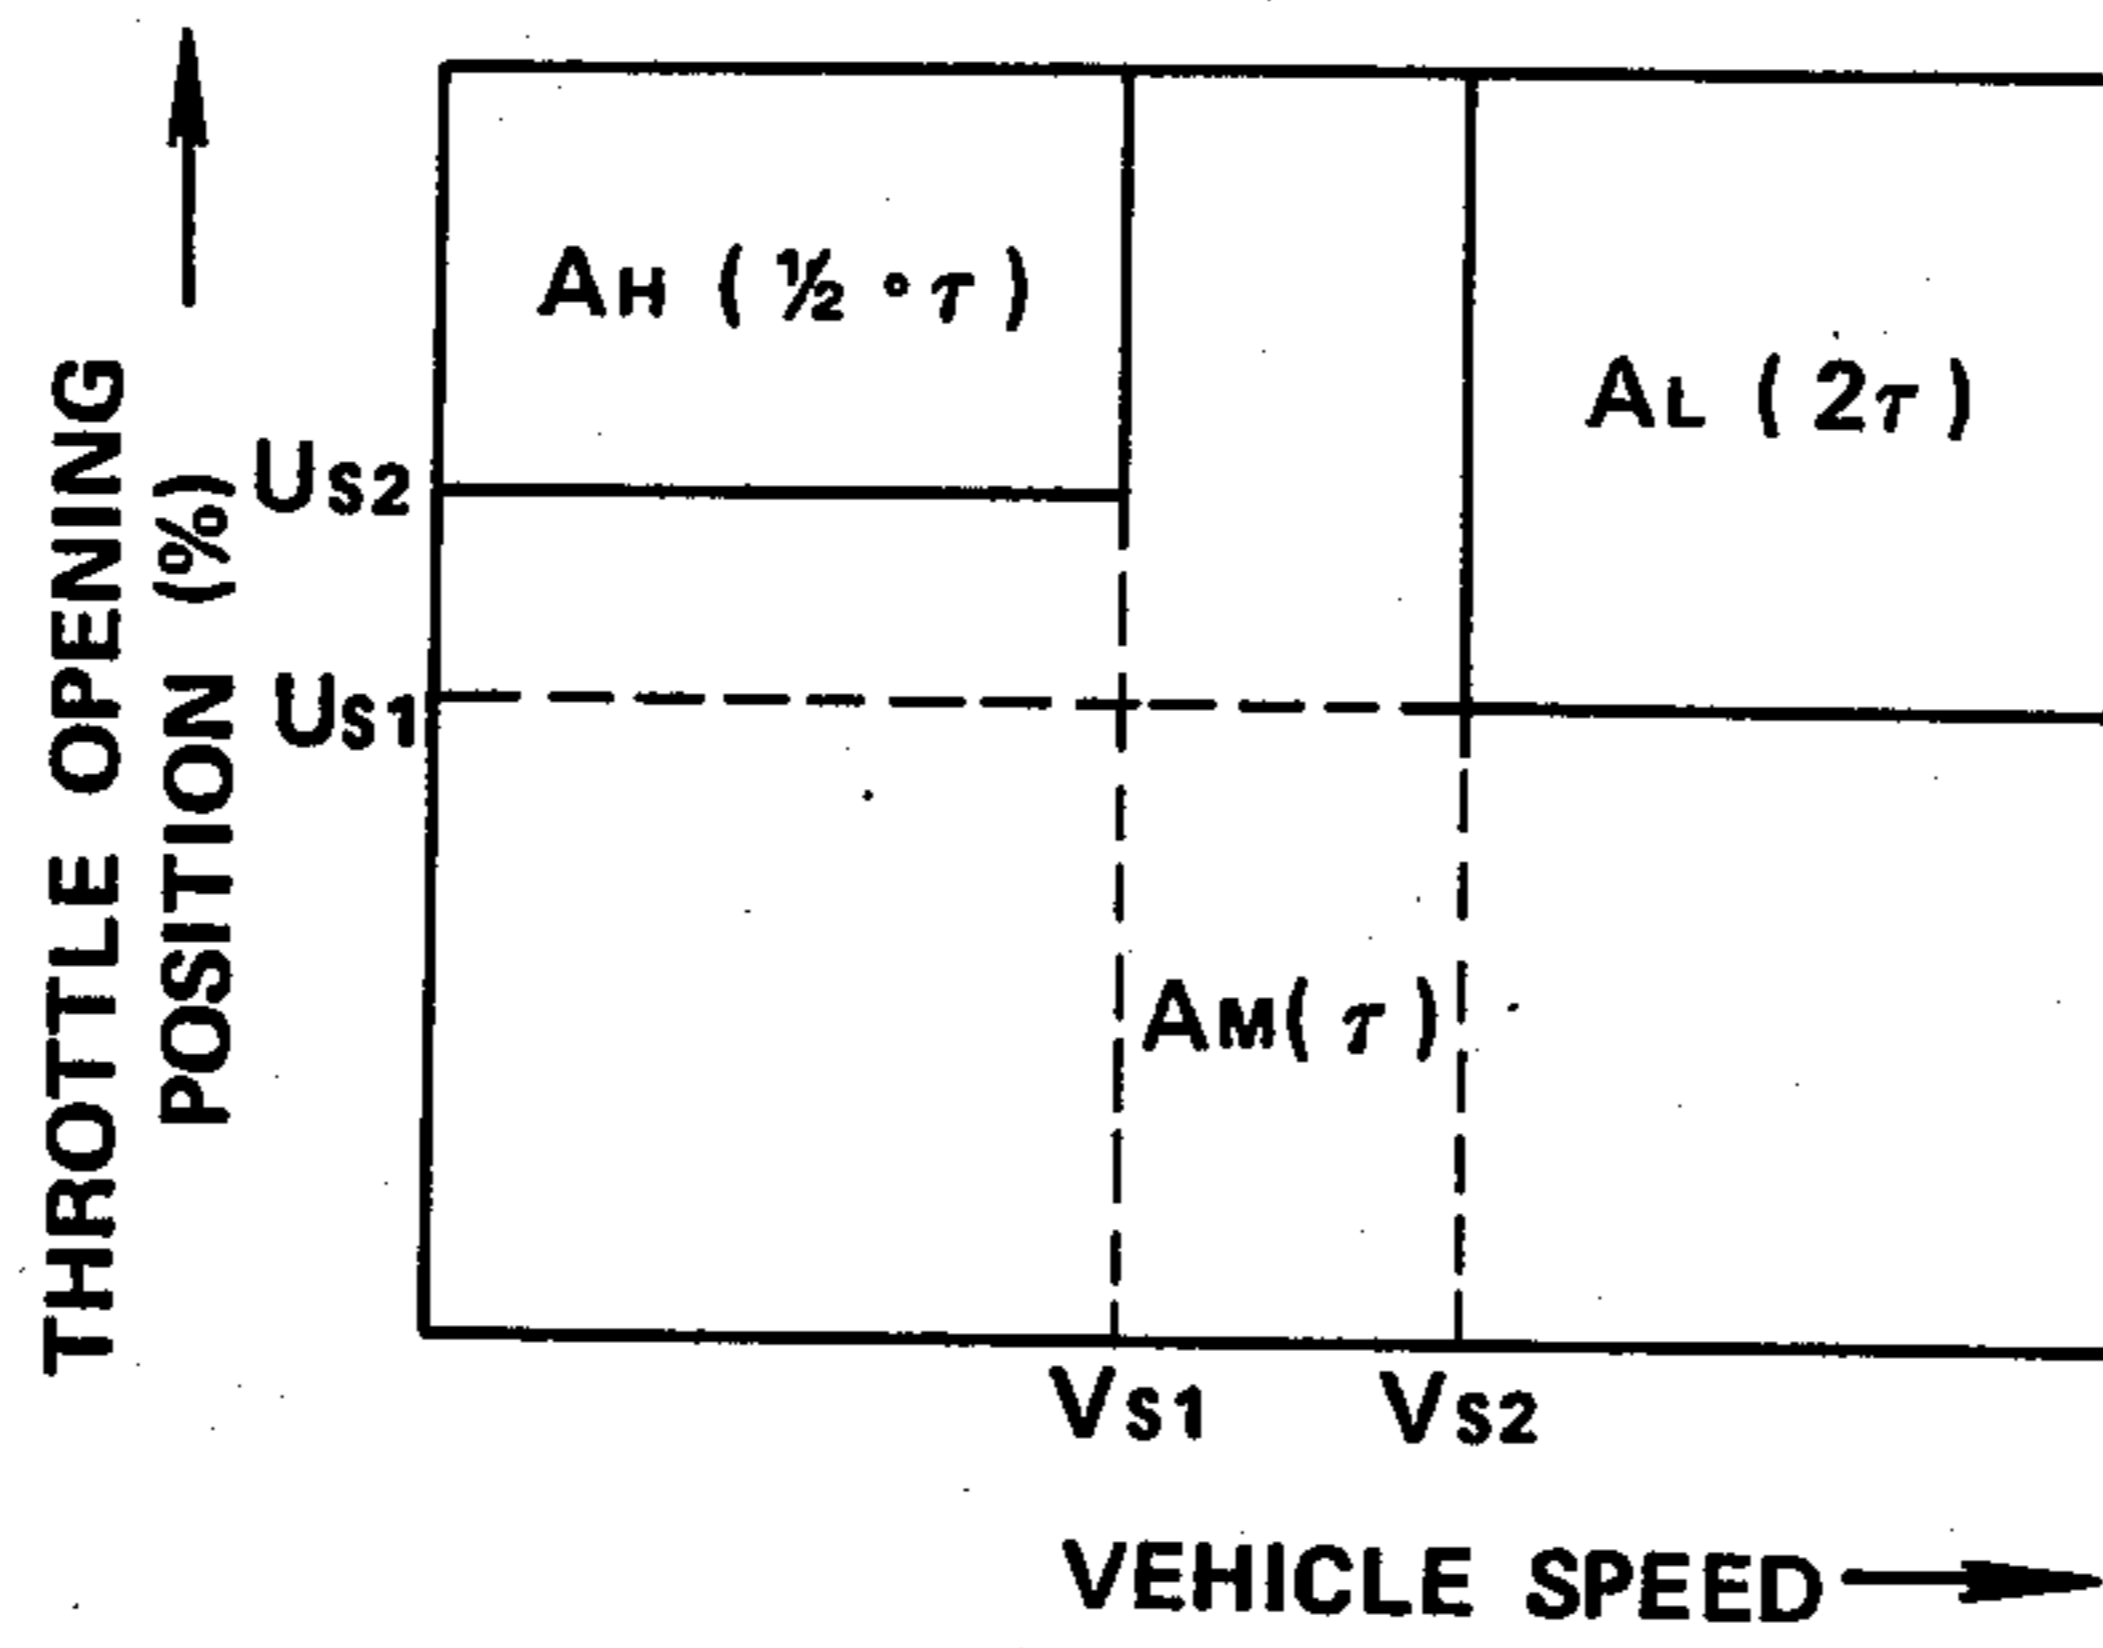 THROTTLE OPENING
POSITION (%)
AH ( ½ ∘ τ )
AL ( 2τ )
US2
US1
AM( τ )
VS1 VS2
VEHICLE SPEED